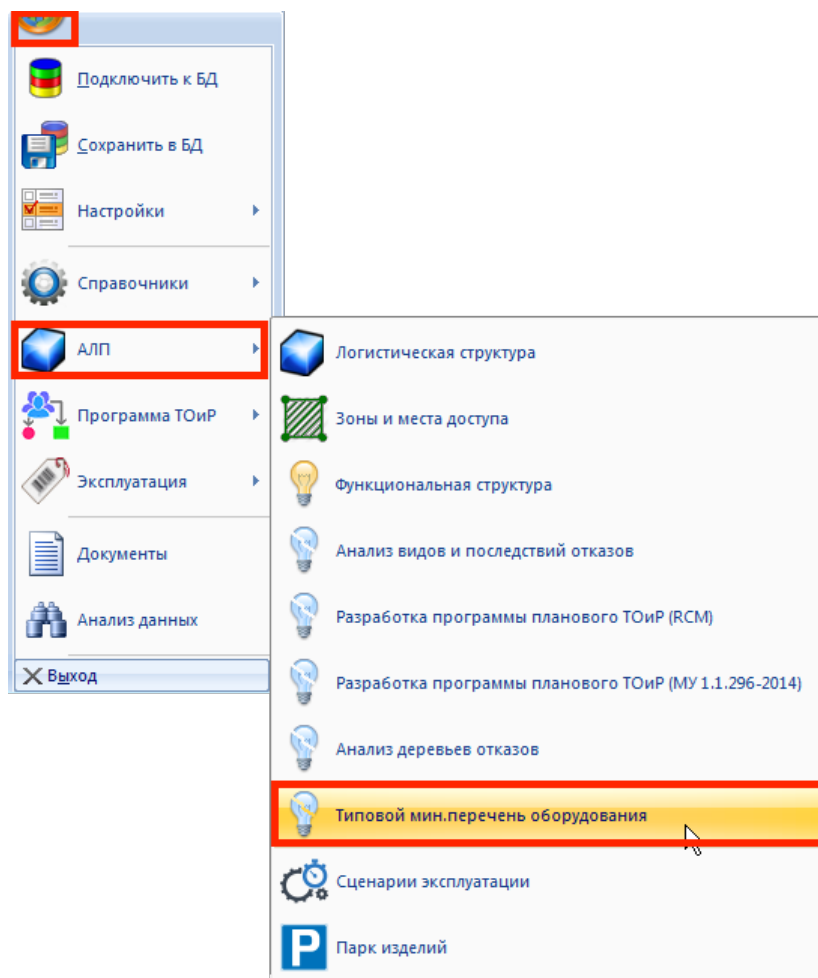 Подключить к БД
Сохранить в БД
Настройки
Справочники
АЛП
Программа ТОиР
Эксплуатация
Документы
Анализ данных
Выход
Логистическая структура
Зоны и места доступа
Функциональная структура
Анализ видов и последствий отказов
Разработка программы планового ТОиР (RCM)
Разработка программы планового ТОиР (МУ 1.1.296-2014)
Анализ деревьев отказов
Типовой мин.перечень оборудования
Сценарии эксплуатации
P Парк изделий